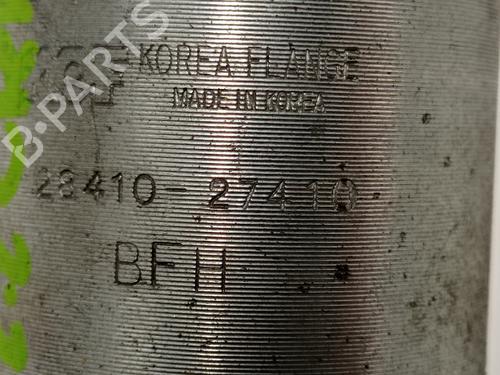 KOREA FLANGE
MADE IN KOREA
28410-27410
BFH
B-PARTS